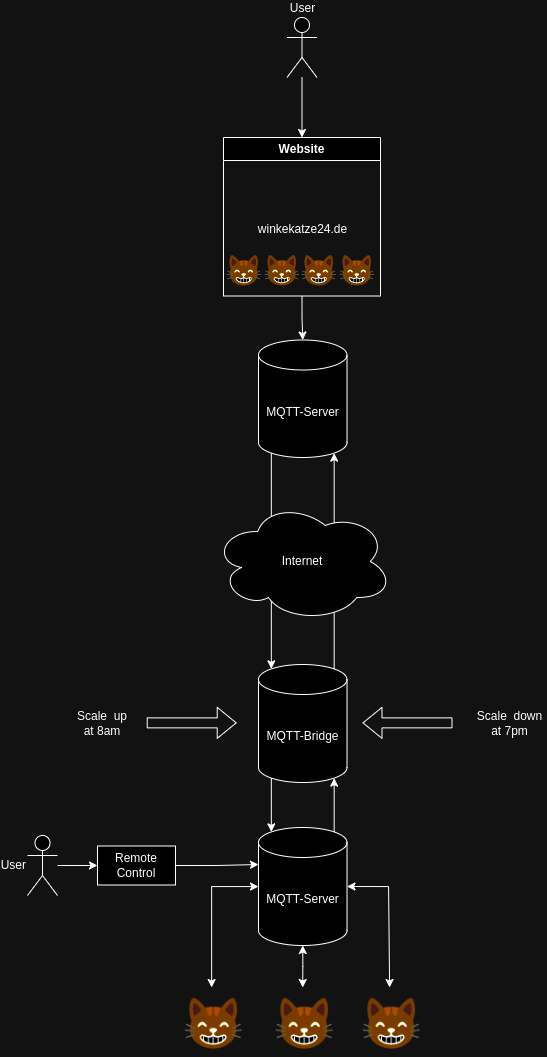 User
Website
winkekatze24.de
MQTT-Server
Internet
Scale up
at 8am
MQTT-Bridge
Scale down
at 7pm
User
Remote
Control
MQTT-Server